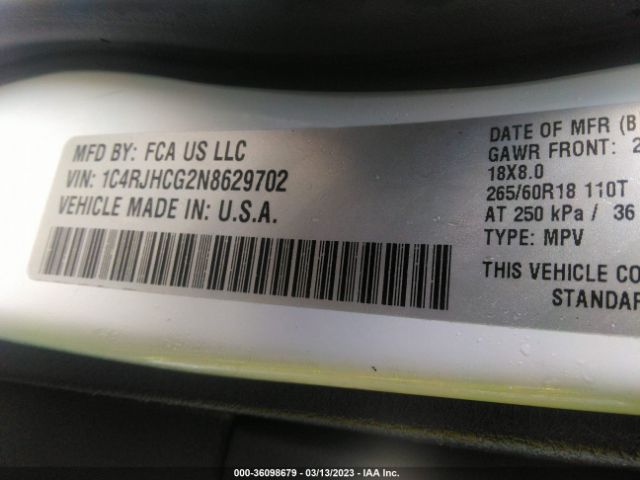 MFD BY: FCA US LLC
VIN: 1C4RJHCG2N8629702
VEHICLE MADE IN: U.S.A.
DATE OF MFR (B
GAWR FRONT: 2
18X8.0
265/60R18 110T
AT 250 kPa / 36
TYPE: MPV
THIS VEHICLE CO
STANDAR
000-36098679 - 03/13/2023 - IAA Inc.